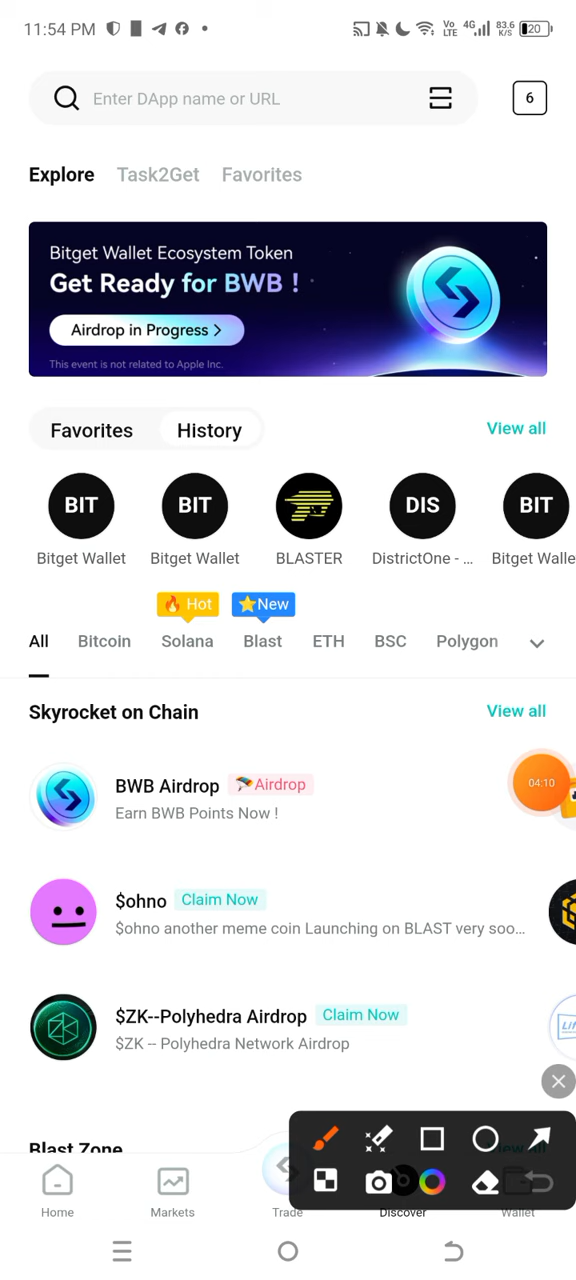 11:54 PM
Vo LTE 4G 83.6 K/S 20
Enter DApp name or URL
6
Explore Task2Get Favorites
Bitget Wallet Ecosystem Token
Get Ready for BWB !
Airdrop in Progress >
This event is not related to Apple Inc.
Favorites History View all
BIT BIT DIS BIT
Bitget Wallet Bitget Wallet BLASTER DistrictOne - ... Bitget Walle
🔥 Hot ⭐New
All Bitcoin Solana Blast ETH BSC Polygon
Skyrocket on Chain View all
BWB Airdrop 🪂Airdrop
Earn BWB Points Now !
04:10
$ohno Claim Now
$ohno another meme coin Launching on BLAST very soo...
$ZK--Polyhedra Airdrop Claim Now
$ZK -- Polyhedra Network Airdrop
Blast Zone View all
Home Markets Trade Discover Wallet